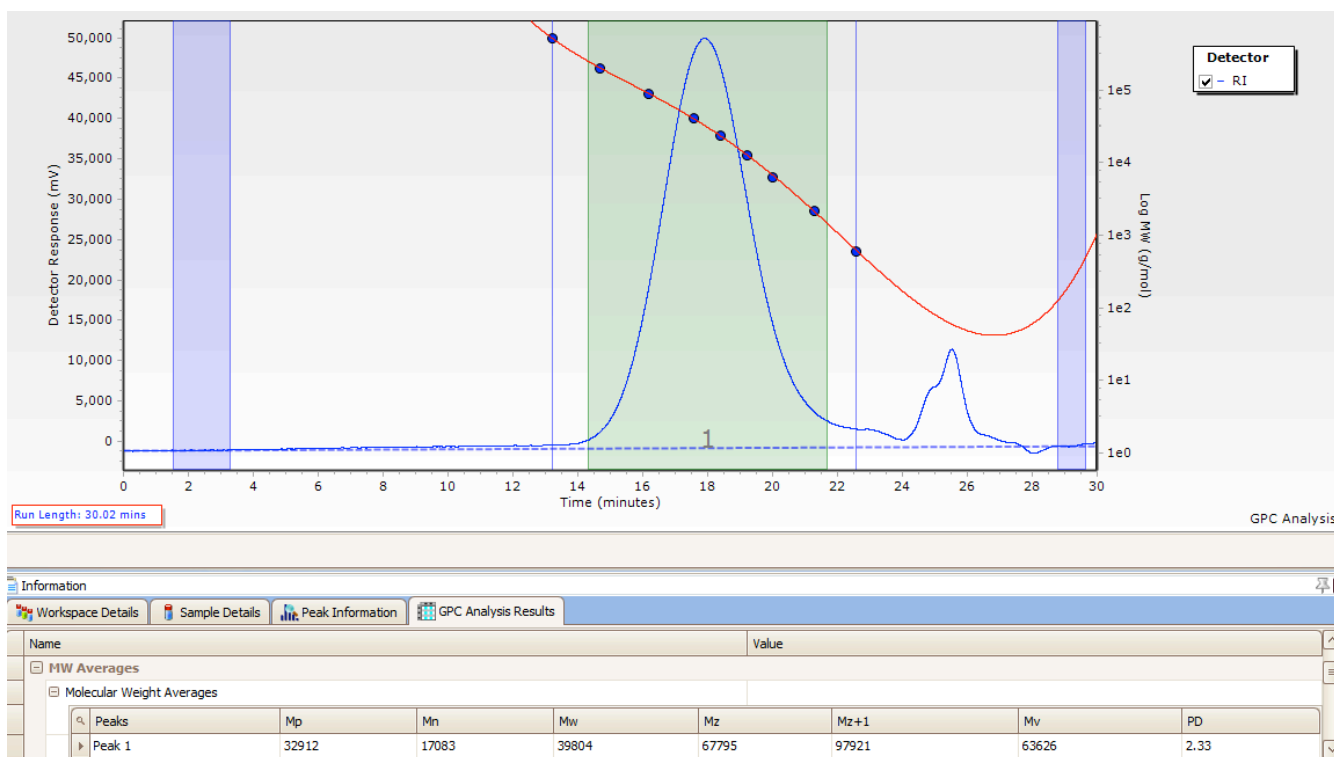 Detector
RI
50,000
45,000
40,000
35,000
30,000
25,000
20,000
15,000
10,000
5,000
0
Detector Response (mV)
1e5
1e4
1e3
1e2
1e1
1e0
Log MW (g/mol)
1
0 2 4 6 8 10 12 14 16 18 20 22 24 26 28 30
Time (minutes)
Run Length: 30.02 mins
GPC Analysis
Information
Workspace Details Sample Details Peak Information GPC Analysis Results
Name Value
MW Averages
Molecular Weight Averages
Peaks Mp Mn Mw Mz Mz+1 Mv PD
Peak 1 32912 17083 39804 67795 97921 63626 2.33